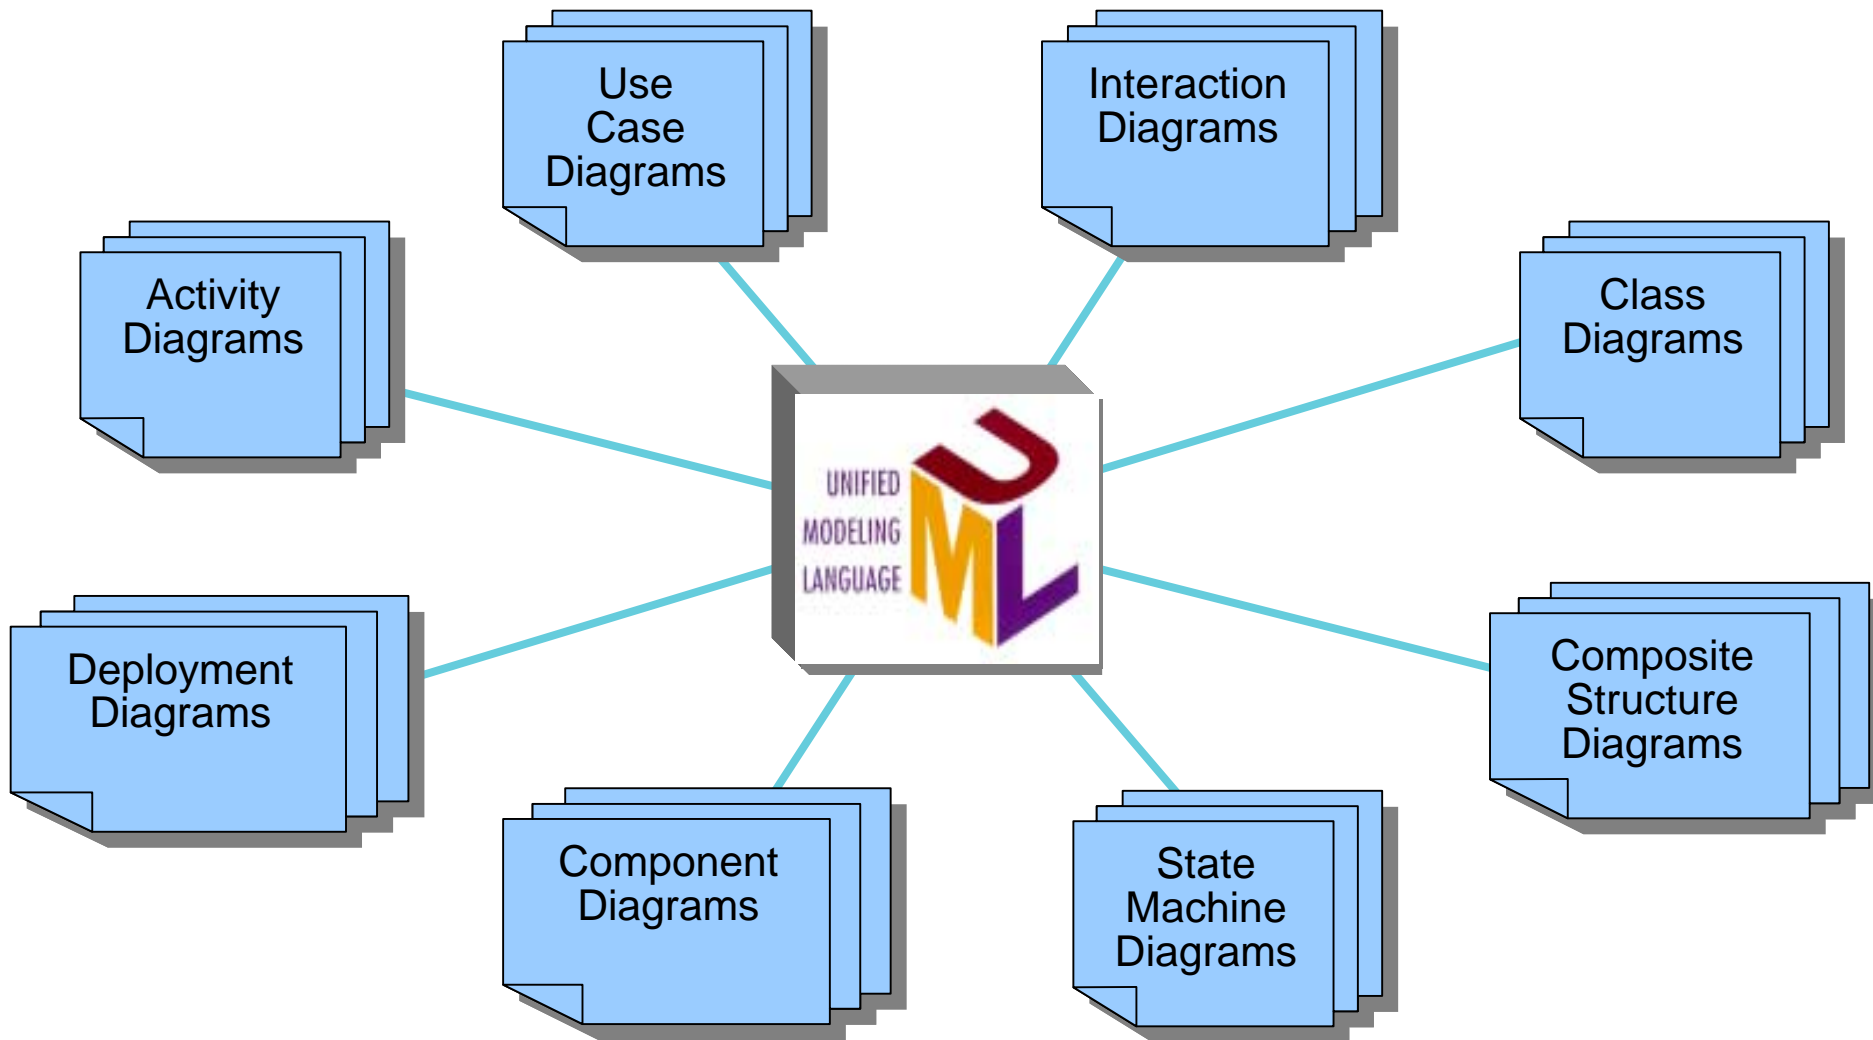 Use
Case
Diagrams
Interaction
Diagrams
Activity
Diagrams
Class
Diagrams
UNIFIED
MODELING
LANGUAGE
UML
Deployment
Diagrams
Composite
Structure
Diagrams
Component
Diagrams
State
Machine
Diagrams